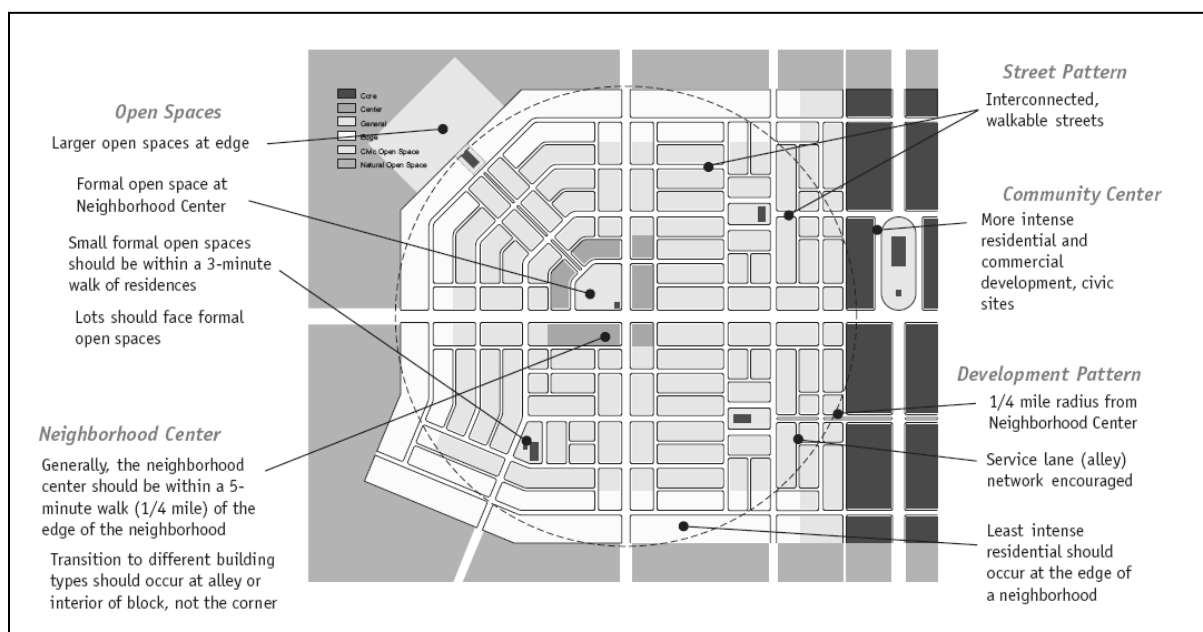 Open Spaces
Larger open spaces at edge
Formal open space at
Neighborhood Center
Small formal open spaces
should be within a 3-minute
walk of residences
Lots should face formal
open spaces
Neighborhood Center
Generally, the neighborhood
center should be within a 5-
minute walk (1/4 mile) of the
edge of the neighborhood
Transition to different building
types should occur at alley or
interior of block, not the corner
Core
Center
General
Edge
Civic Open Space
Natural Open Space
Street Pattern
Interconnected,
walkable streets
Community Center
More intense
residential and
commercial
development, civic
sites
Development Pattern
1/4 mile radius from
Neighborhood Center
Service lane (alley)
network encouraged
Least intense
residential should
occur at the edge of
a neighborhood